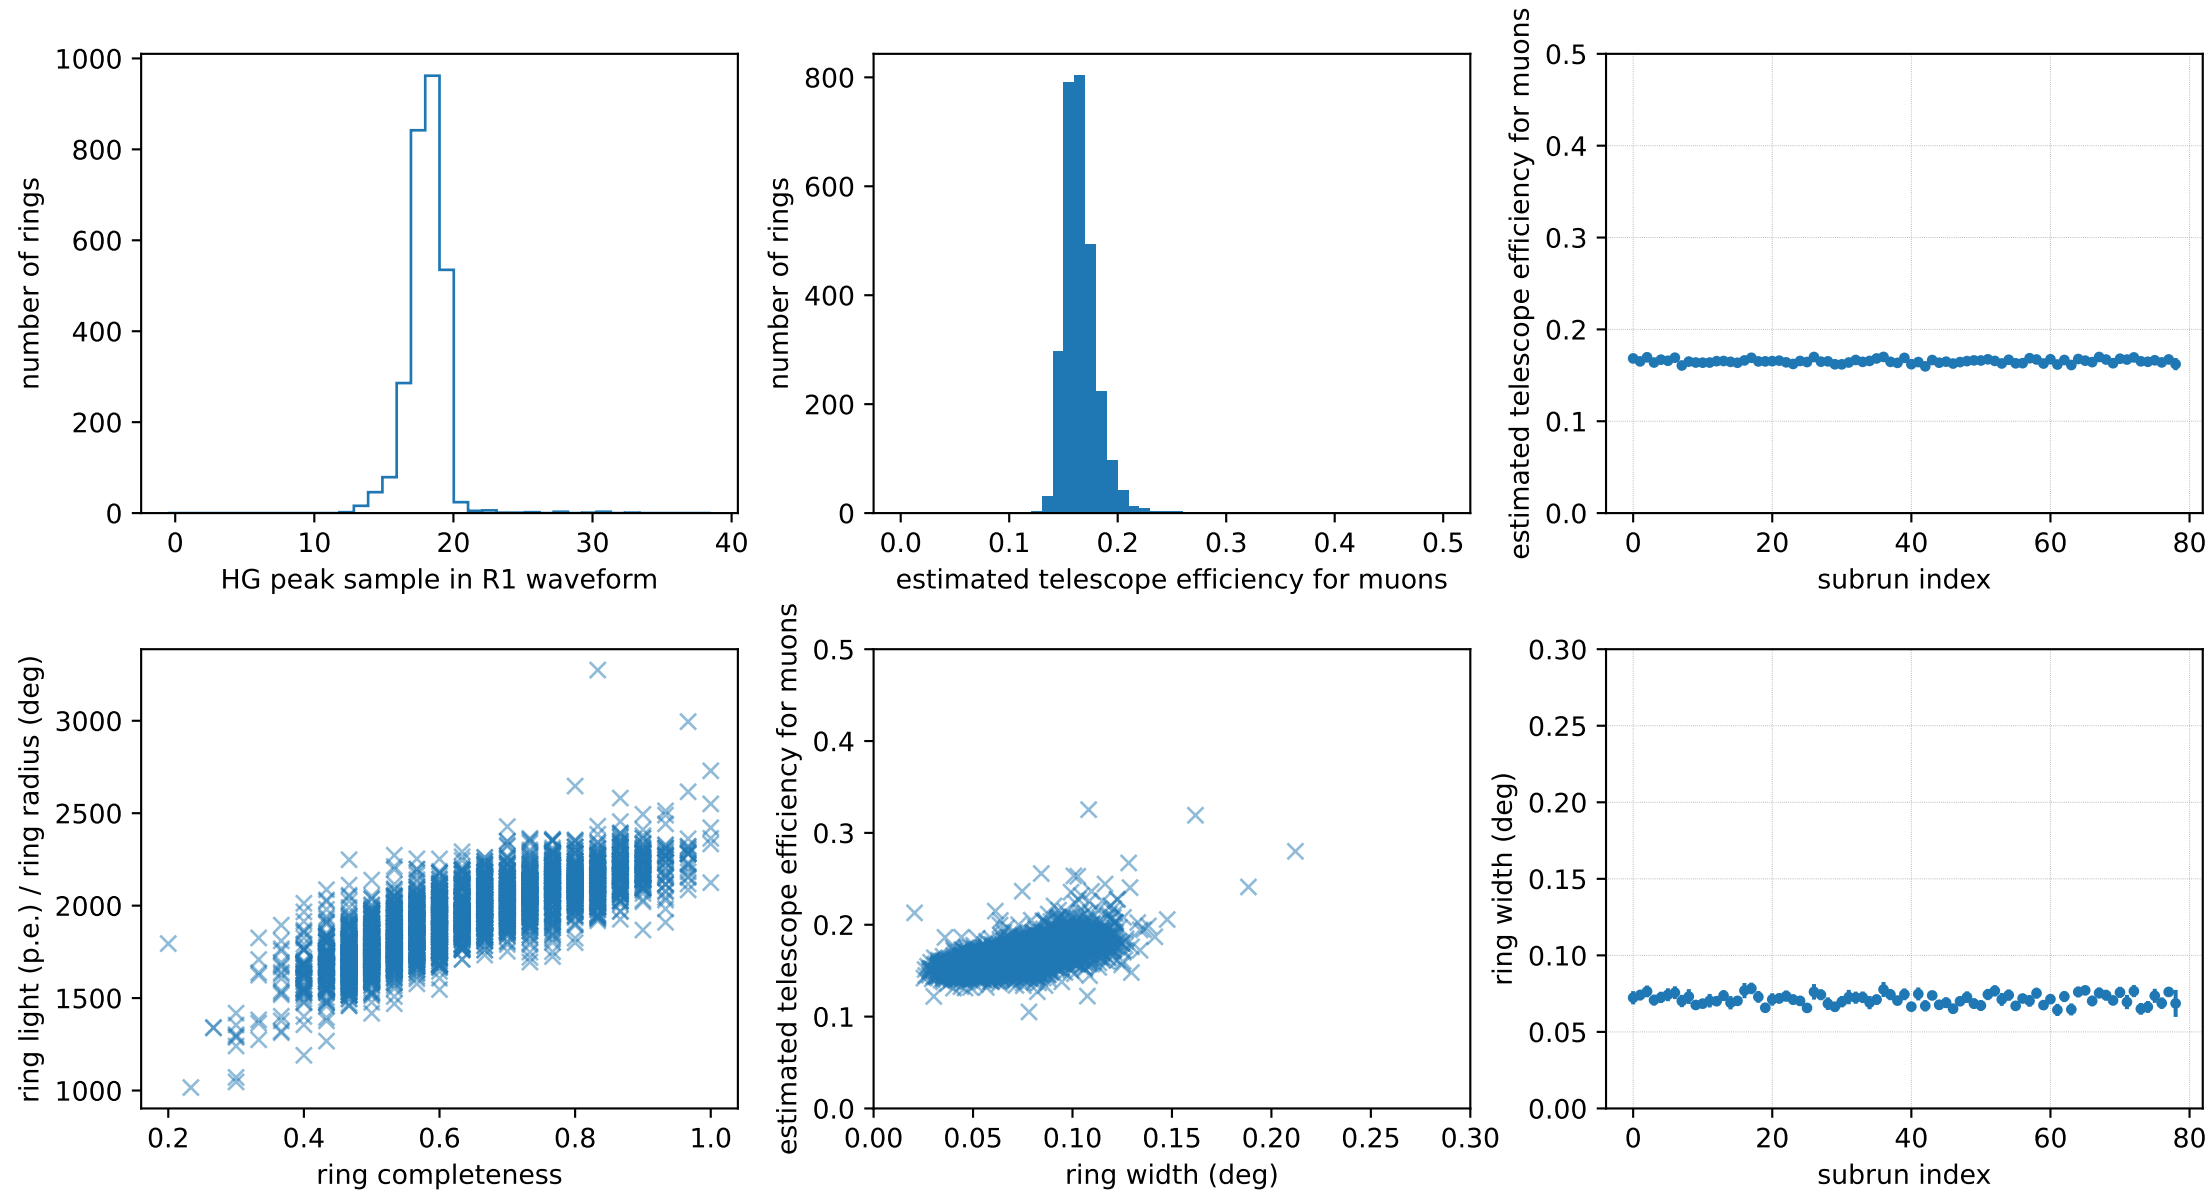 1000
800
600
400
200
0
number of rings
0 10 20 30 40
HG peak sample in R1 waveform
800
600
400
200
0
number of rings
0.0 0.1 0.2 0.3 0.4 0.5
estimated telescope efficiency for muons
0.5
0.4
0.3
0.2
0.1
0.0
estimated telescope efficiency for muons
0 20 40 60 80
subrun index
3000
2500
2000
1500
1000
ring light (p.e.) / ring radius (deg)
0.2 0.4 0.6 0.8 1.0
ring completeness
0.5
0.4
0.3
0.2
0.1
0.0
estimated telescope efficiency for muons
0.00 0.05 0.10 0.15 0.20 0.25 0.30
ring width (deg)
0.30
0.25
0.20
0.15
0.10
0.05
0.00
ring width (deg)
0 20 40 60 80
subrun index